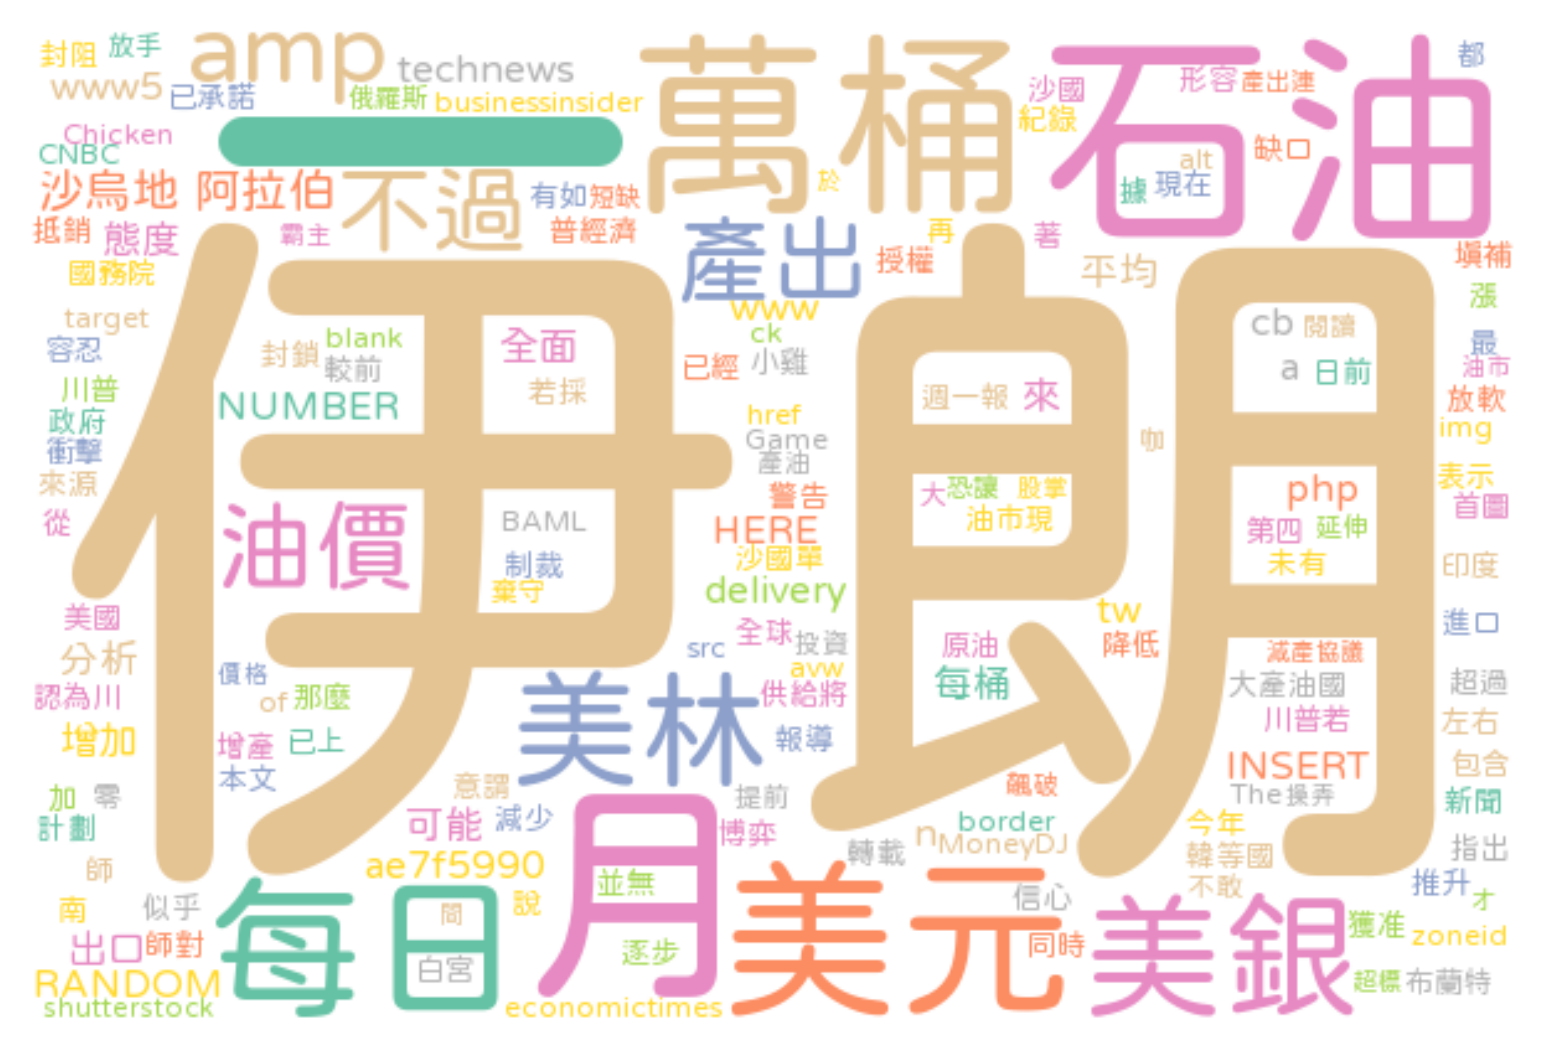 封阻 放手 amp technews 萬桶 石油 都
www5 已承諾 俄羅斯 businessinsider 沙國 形容 產出連
Chicken 一 紀錄 缺口
CNBC alt
沙烏地 阿拉伯 不過 有如 短缺 於 據 現在
抵銷 態度 霸主 普經濟 產出 再 著
國務院 授權 平均 填補
target 伊朗 www 漲
容忍 封鎖 blank 全面 ck cb 閱讀 最
較前 已經 小雞 a 日前 油市
川普 若採 週一報 來 放軟
政府 NUMBER href img
衝擊 Game 咖
來源 產油 大 恐讓 股掌 php 表示
從 油價 BAML 警告 油市現 第四 延伸 首圖
HERE
制裁 沙國單 未有 印度
棄守 delivery
美國 全球 投資 tw 進口
分析 src 原油 降低 減產協議
價格 avw 每桶 大產油國 超過
認為川 of 那麼 美林 供給將 川普若 左右
增加 增產 已上 報導 INSERT 包含
本文 意謂 提前 飆破 The 操弄 新聞
加 零 可能 減少 月 博弈 border 今年
計劃 n MoneyDJ 韓等國 指出
師 ae7f5990 轉載 不敢 推升
南 似乎 每日 間 說 並無 美元 信心 美銀 獲准 才
出口 師對 白宮 逐步 同時 zoneid
RANDOM 超標 布蘭特
shutterstock economictimes